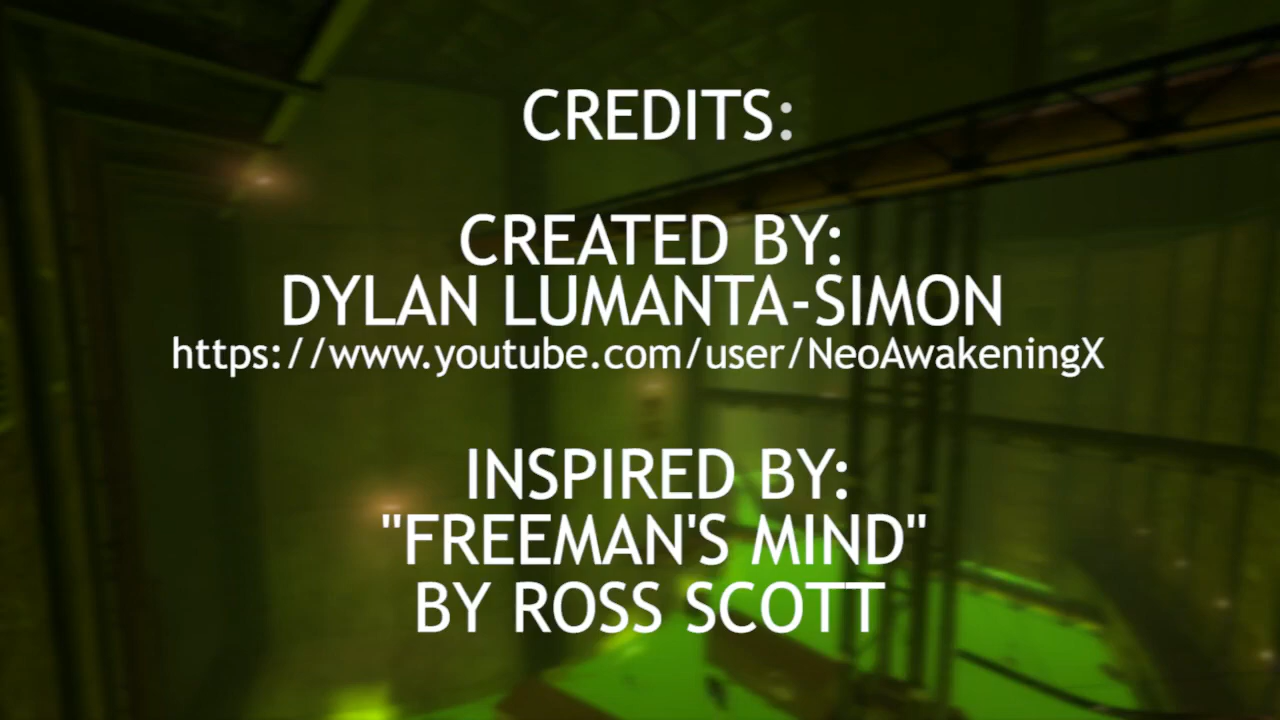 CREDITS:
CREATED BY:
DYLAN LUMANTA-SIMON
https://www.youtube.com/user/NeoAwakeningX
INSPIRED BY:
"FREEMAN'S MIND"
BY ROSS SCOTT